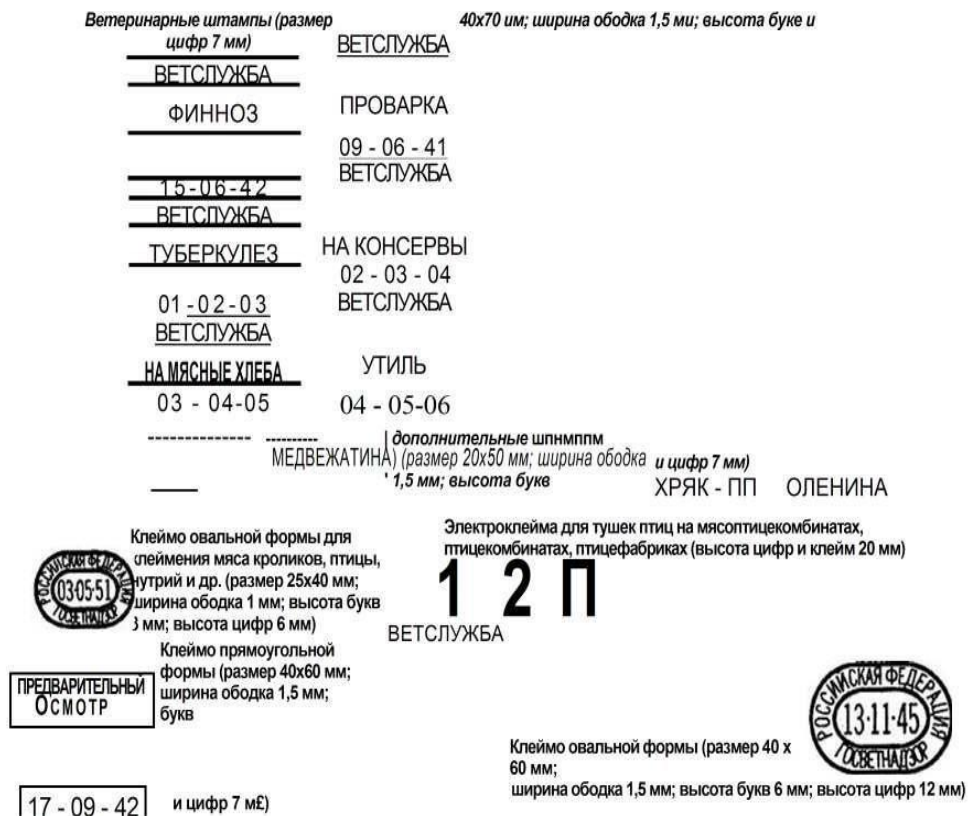 Ветеринарные штампы (размер 40х70 им; ширина ободка 1,5 ми; высота буке и
цифр 7 мм)
ВЕТСЛУЖБА
ВЕТСЛУЖБА
ФИННОЗ
ПРОВАРКА
09 - 06 - 41
ВЕТСЛУЖБА
15-06-42
ВЕТСЛУЖБА
ТУБЕРКУЛЕЗ
НА КОНСЕРВЫ
02 - 03 - 04
01 -02-03
ВЕТСЛУЖБА
ВЕТСЛУЖБА
НА МЯСНЫЕ ХЛЕБА
УТИЛЬ
03 - 04-05
04 - 05-06
-------------- ----------
| дополнительные шпнмппм
МЕДВЕЖАТИНА) (размер 20х50 мм; ширина ободка и цифр 7 мм)
' 1,5 мм; высота букв
ХРЯК - ПП ОЛЕНИНА
Клеймо овальной формы для
клеймения мяса кроликов, птицы,
нутрий и др. (размер 25х40 мм;
ширина ободка 1 мм; высота букв
3 мм; высота цифр 6 мм)
РОССИЙСКАЯ ФЕДЕРАЦИЯ
03·05·51
ГОСВЕТНАДЗОР
Электроклейма для тушек птиц на мясоптицекомбинатах,
птицекомбинатах, птицефабриках (высота цифр и клейм 20 мм)
1 2 П
ВЕТСЛУЖБА
Клеймо прямоугольной
формы (размер 40х60 мм;
ширина ободка 1,5 мм;
букв
ПРЕДВАРИТЕЛЬНЫЙ
ОСМОТР
РОССИЙСКАЯ ФЕДЕРАЦИЯ
13·11·45
ГОСВЕТНАДЗОР
Клеймо овальной формы (размер 40 х
60 мм;
ширина ободка 1,5 мм; высота букв 6 мм; высота цифр 12 мм)
17 - 09 - 42
и цифр 7 м£)